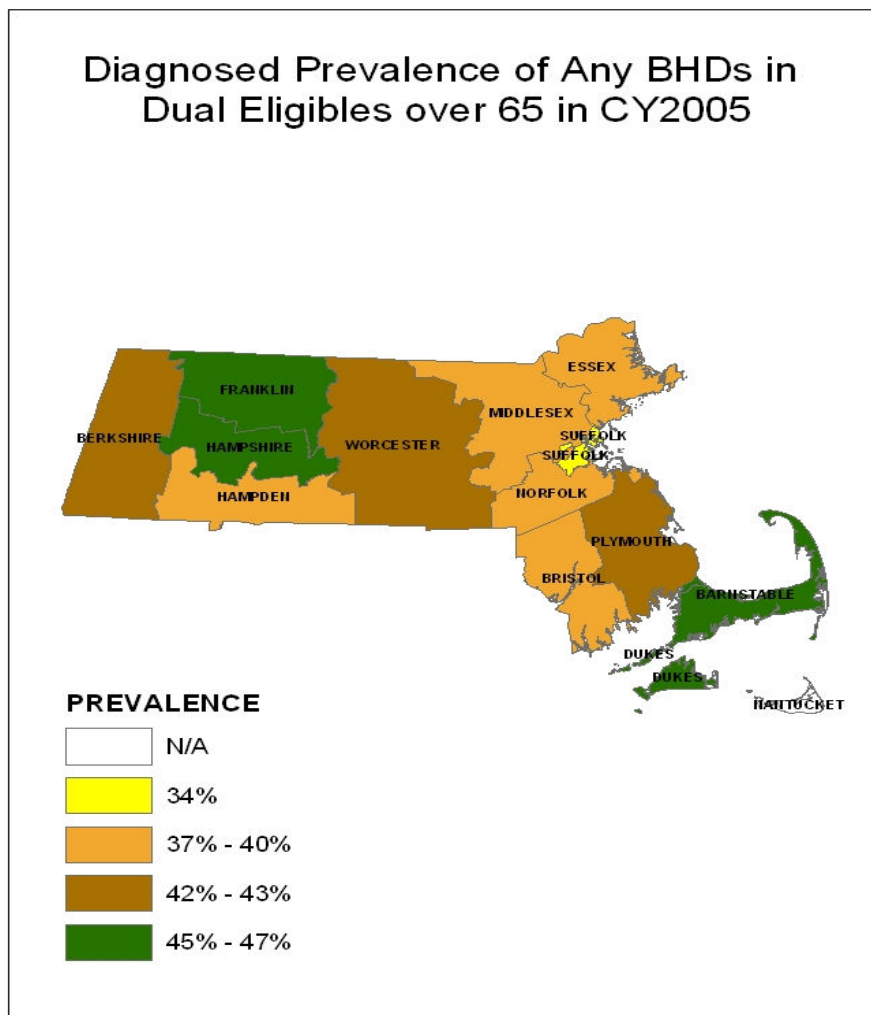 Diagnosed Prevalence of Any BHDs in
Dual Eligibles over 65 in CY2005
ESSEX
FRANKLIN
MIDDLESEX
BERKSHIRE
HAMPSHIRE
WORCESTER
SUFFOLK
SUFFOLK
HAMPDEN
NORFOLK
PLYMOUTH
BRISTOL
BARNSTABLE
DUKES
DUKES
NANTUCKET
PREVALENCE
N/A
34%
37% - 40%
42% - 43%
45% - 47%